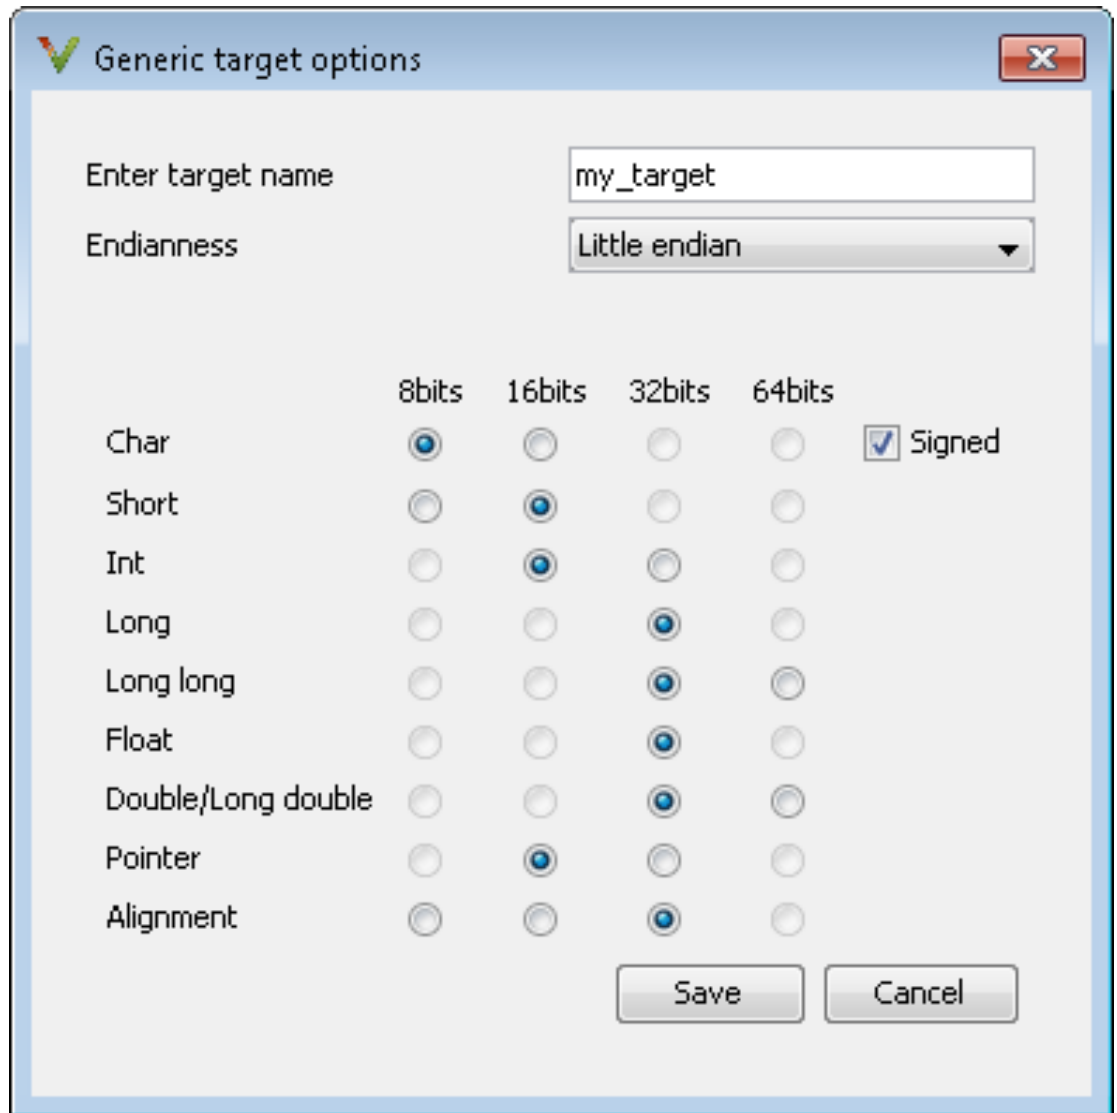 Generic target options
Enter target name my_target
Endianness Little endian
8bits 16bits 32bits 64bits
Char Signed
Short
Int
Long
Long long
Float
Double/Long double
Pointer
Alignment
Save Cancel